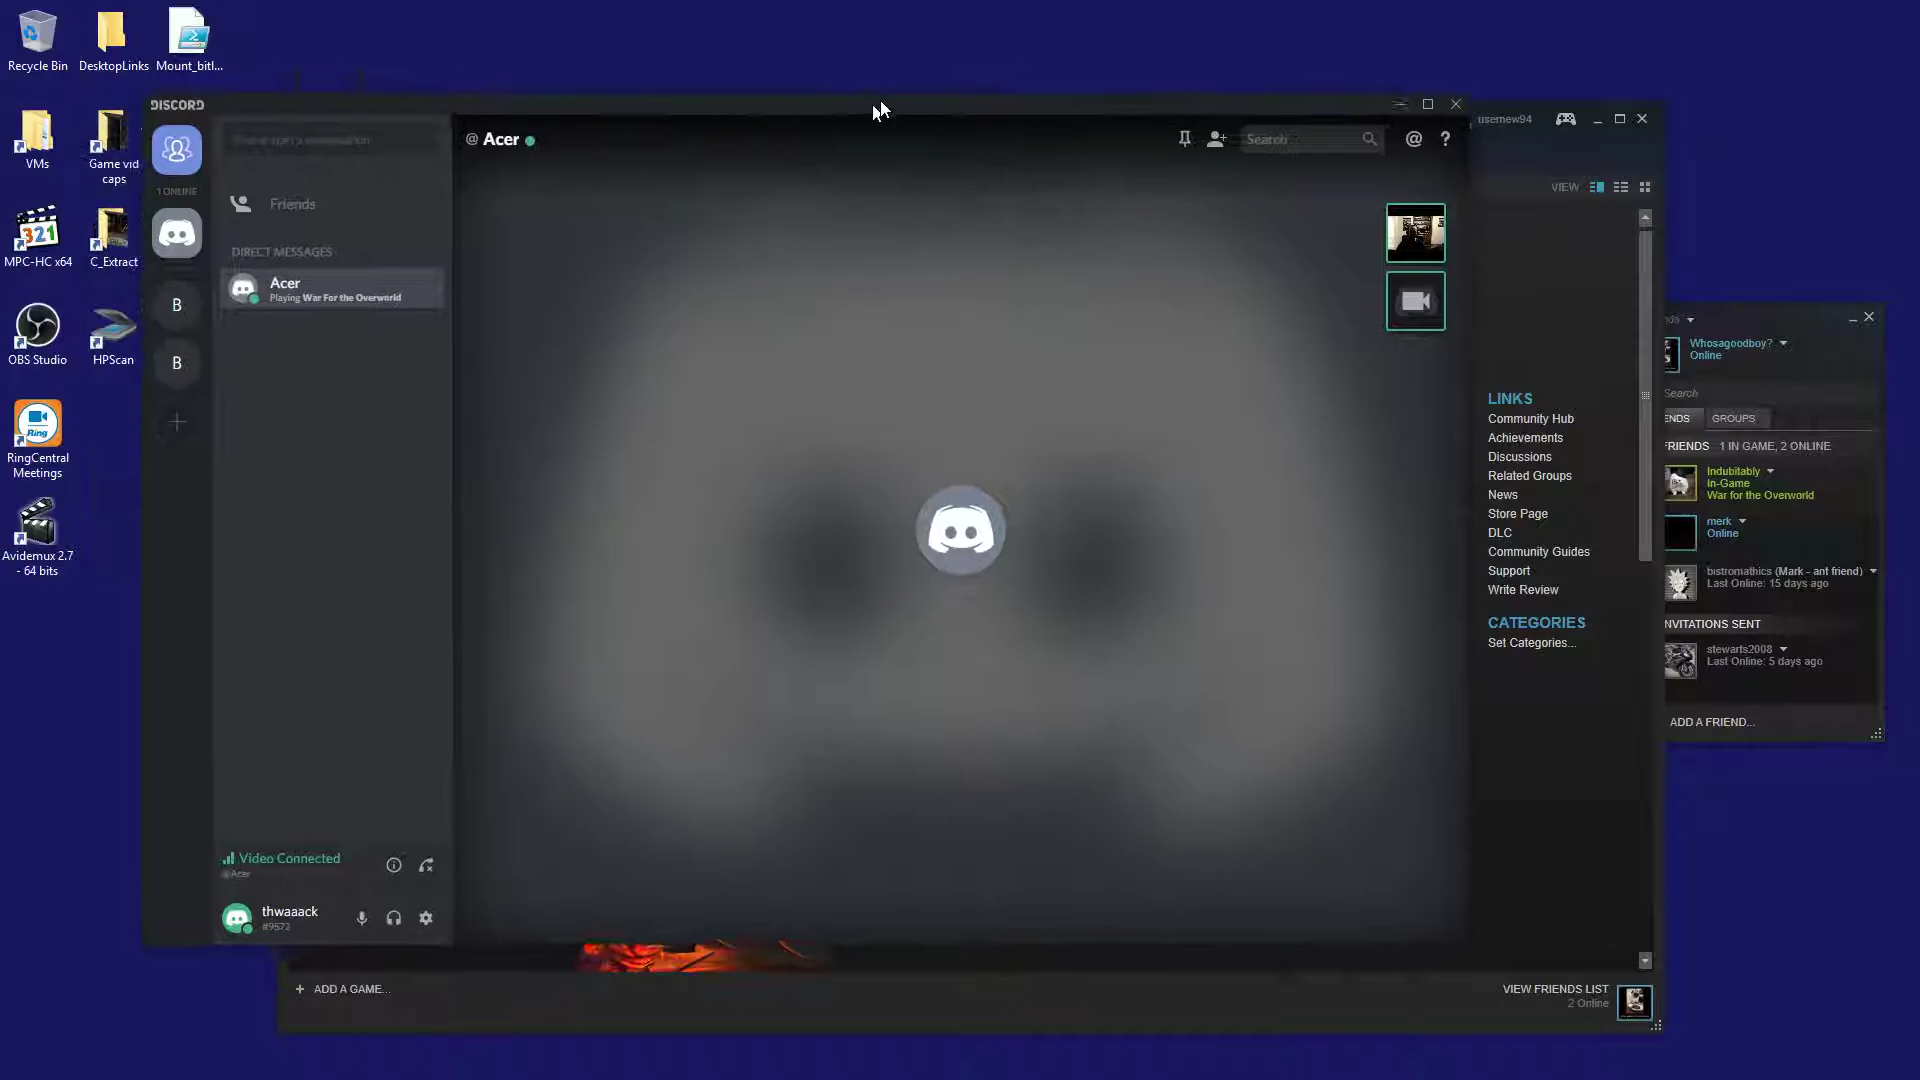 Recycle Bin
DesktopLinks
Mount_bitl...
VMs
Game vid
caps
MPC-HC x64
321
C_Extract
OBS Studio
HPScan
Ring
RingCentral
Meetings
Avidemux 2.7
- 64 bits
DISCORD
1 ONLINE
B
B
Friends
DIRECT MESSAGES
Acer
Playing War For the Overworld
Video Connected
@Acer
thwaaack
#9572
@ Acer
Search
@
?
usernew94
VIEW
LINKS
Community Hub
Achievements
Discussions
Related Groups
News
Store Page
DLC
Community Guides
Support
Write Review
CATEGORIES
Set Categories...
+ ADD A GAME...
VIEW FRIENDS LIST
2 Online
Whosagoodboy?
Online
Search
ENDS
GROUPS
FRIENDS 1 IN GAME, 2 ONLINE
Indubitably
In-Game
War for the Overworld
merk
Online
bistromathics (Mark - ant friend)
Last Online: 15 days ago
NVITATIONS SENT
stewarts2008
Last Online: 5 days ago
ADD A FRIEND...